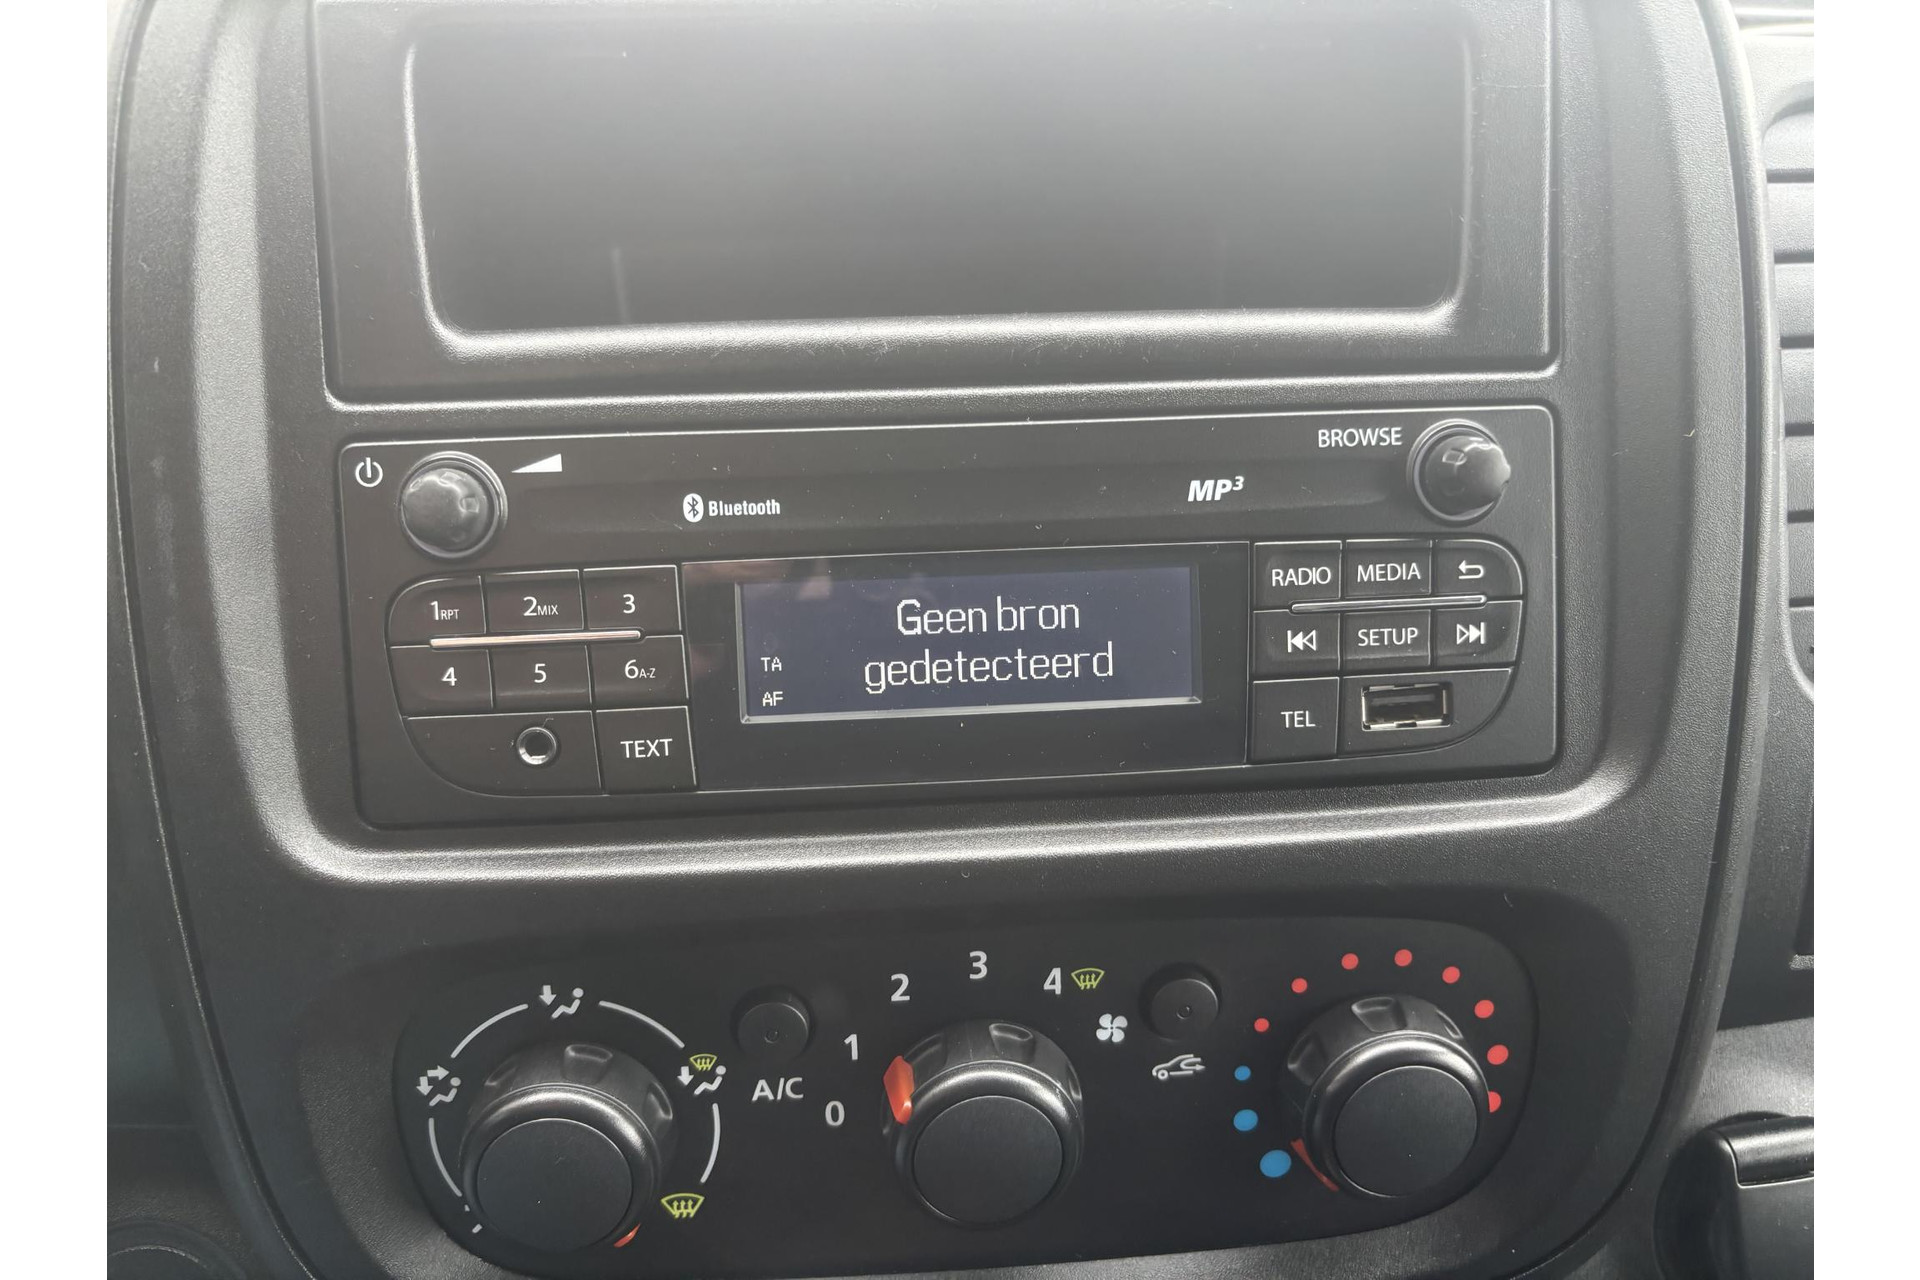 BROWSE
Bluetooth
MP3
1RPT 2MIX 3
RADIO MEDIA
Geen bron
gedetecteerd
TA
AF
4 5 6A-Z
SETUP
TEXT
TEL
0 1 2 3 4
A/C